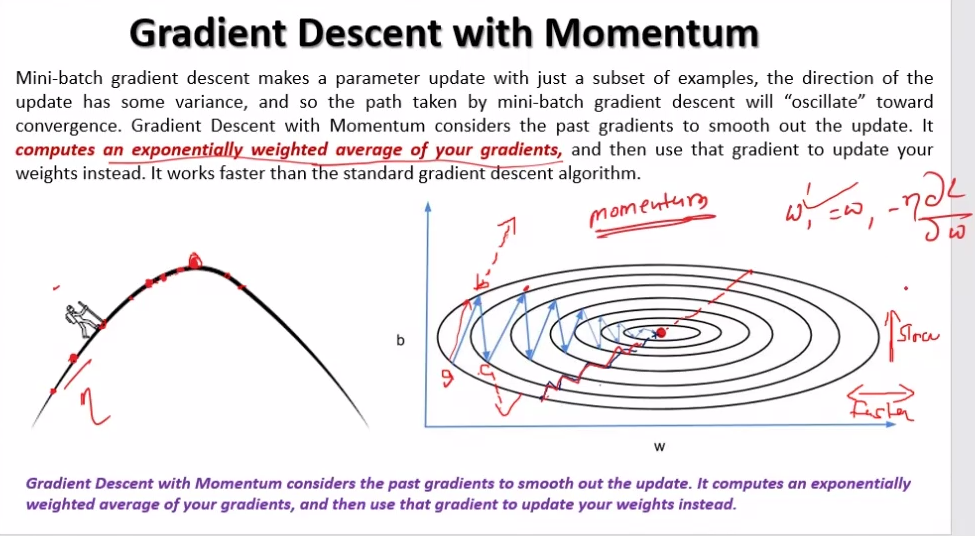 Gradient Descent with Momentum
Mini-batch gradient descent makes a parameter update with just a subset of examples, the direction of the
update has some variance, and so the path taken by mini-batch gradient descent will “oscillate” toward
convergence. Gradient Descent with Momentum considers the past gradients to smooth out the update. It
computes an exponentially weighted average of your gradients, and then use that gradient to update your
weights instead. It works faster than the standard gradient descent algorithm.
momentum
w₁' = w₁ - η ∂L/∂w
b
a
c
b
slow
faster
η
w
Gradient Descent with Momentum considers the past gradients to smooth out the update. It computes an exponentially
weighted average of your gradients, and then use that gradient to update your weights instead.